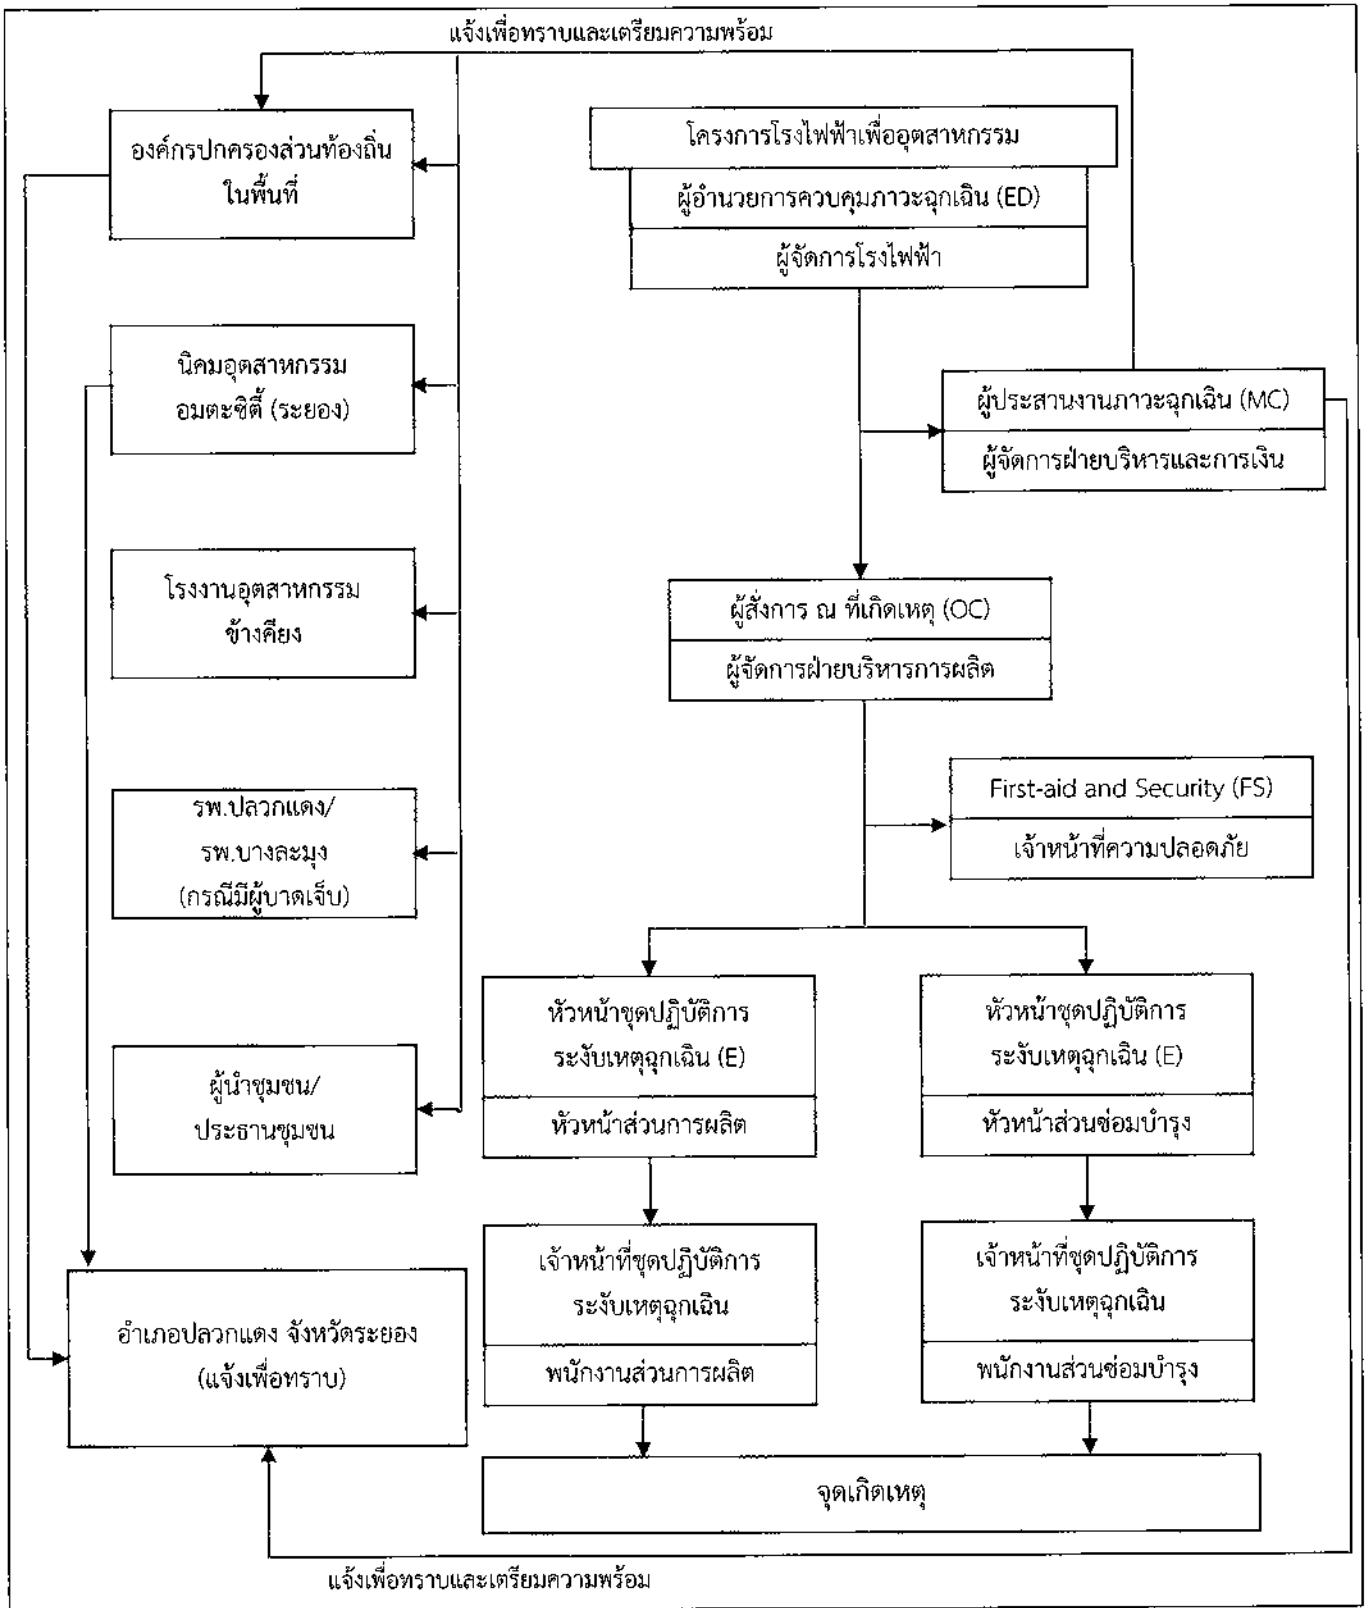 แจ้งเพื่อทราบและเตรียมความพร้อม
องค์กรปกครองส่วนท้องถิ่น
ในพื้นที่
โครงการโรงไฟฟ้าเพื่ออุตสาหกรรม
ผู้อำนวยการควบคุมภาวะฉุกเฉิน (ED)
ผู้จัดการโรงไฟฟ้า
นิคมอุตสาหกรรม
อมตะซิตี้ (ระยอง)
ผู้ประสานงานภาวะฉุกเฉิน (MC)
ผู้จัดการฝ่ายบริหารและการเงิน
โรงงานอุตสาหกรรม
ข้างคียง
ผู้สั่งการ ณ ที่เกิดเหตุ (OC)
ผู้จัดการฝ่ายบริหารการผลิต
รพ.ปลวกแดง/
รพ.บางละมุง
(กรณีมีผู้บาดเจ็บ)
First-aid and Security (FS)
เจ้าหน้าที่ความปลอดภัย
ผู้นำชุมชน/
ประธานชุมชน
หัวหน้าชุดปฏิบัติการ
ระงับเหตุฉุกเฉิน (E)
หัวหน้าส่วนการผลิต
หัวหน้าชุดปฏิบัติการ
ระงับเหตุฉุกเฉิน (E)
หัวหน้าส่วนซ่อมบำรุง
เจ้าหน้าที่ชุดปฏิบัติการ
ระงับเหตุฉุกเฉิน
พนักงานส่วนการผลิต
เจ้าหน้าที่ชุดปฏิบัติการ
ระงับเหตุฉุกเฉิน
พนักงานส่วนซ่อมบำรุง
อำเภอปลวกแดง จังหวัดระยอง
(แจ้งเพื่อทราบ)
จุดเกิดเหตุ
แจ้งเพื่อทราบและเตรียมความพร้อม